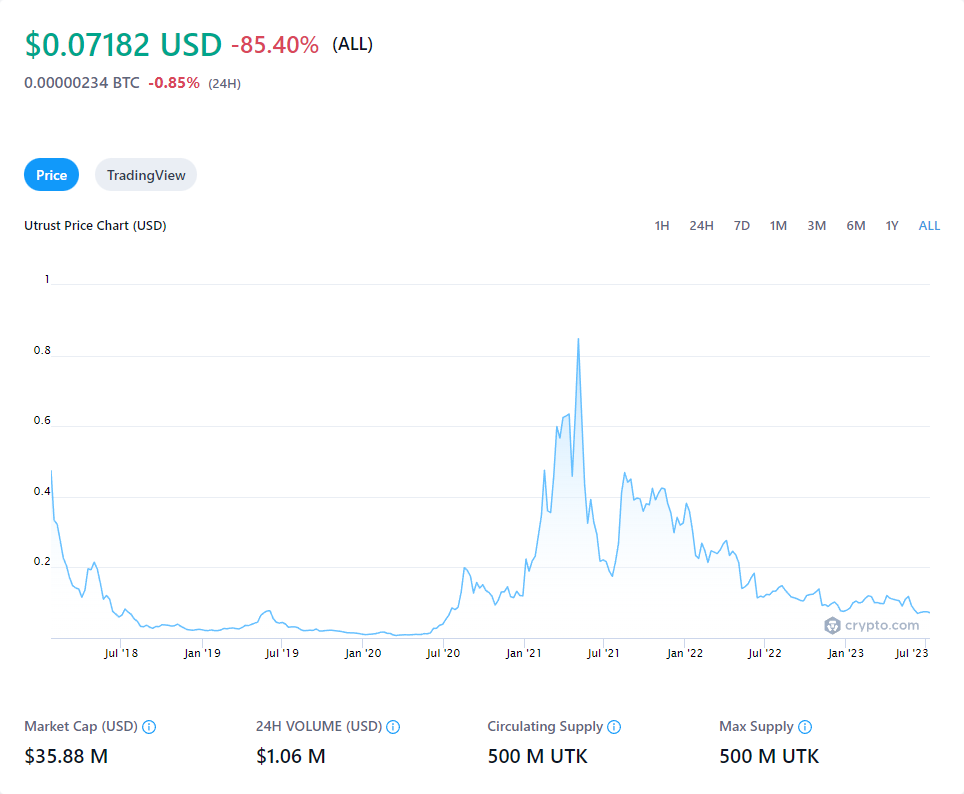 $0.07182 USD -85.40% (ALL)
0.00000234 BTC -0.85% (24H)
Price TradingView
Utrust Price Chart (USD) 1H 24H 7D 1M 3M 6M 1Y ALL
1
0.8
0.6
0.4
0.2
crypto.com
Jul '18 Jan '19 Jul '19 Jan '20 Jul '20 Jan '21 Jul '21 Jan '22 Jul '22 Jan '23 Jul '23
Market Cap (USD) 24H VOLUME (USD) Circulating Supply Max Supply
$35.88 M $1.06 M 500 M UTK 500 M UTK